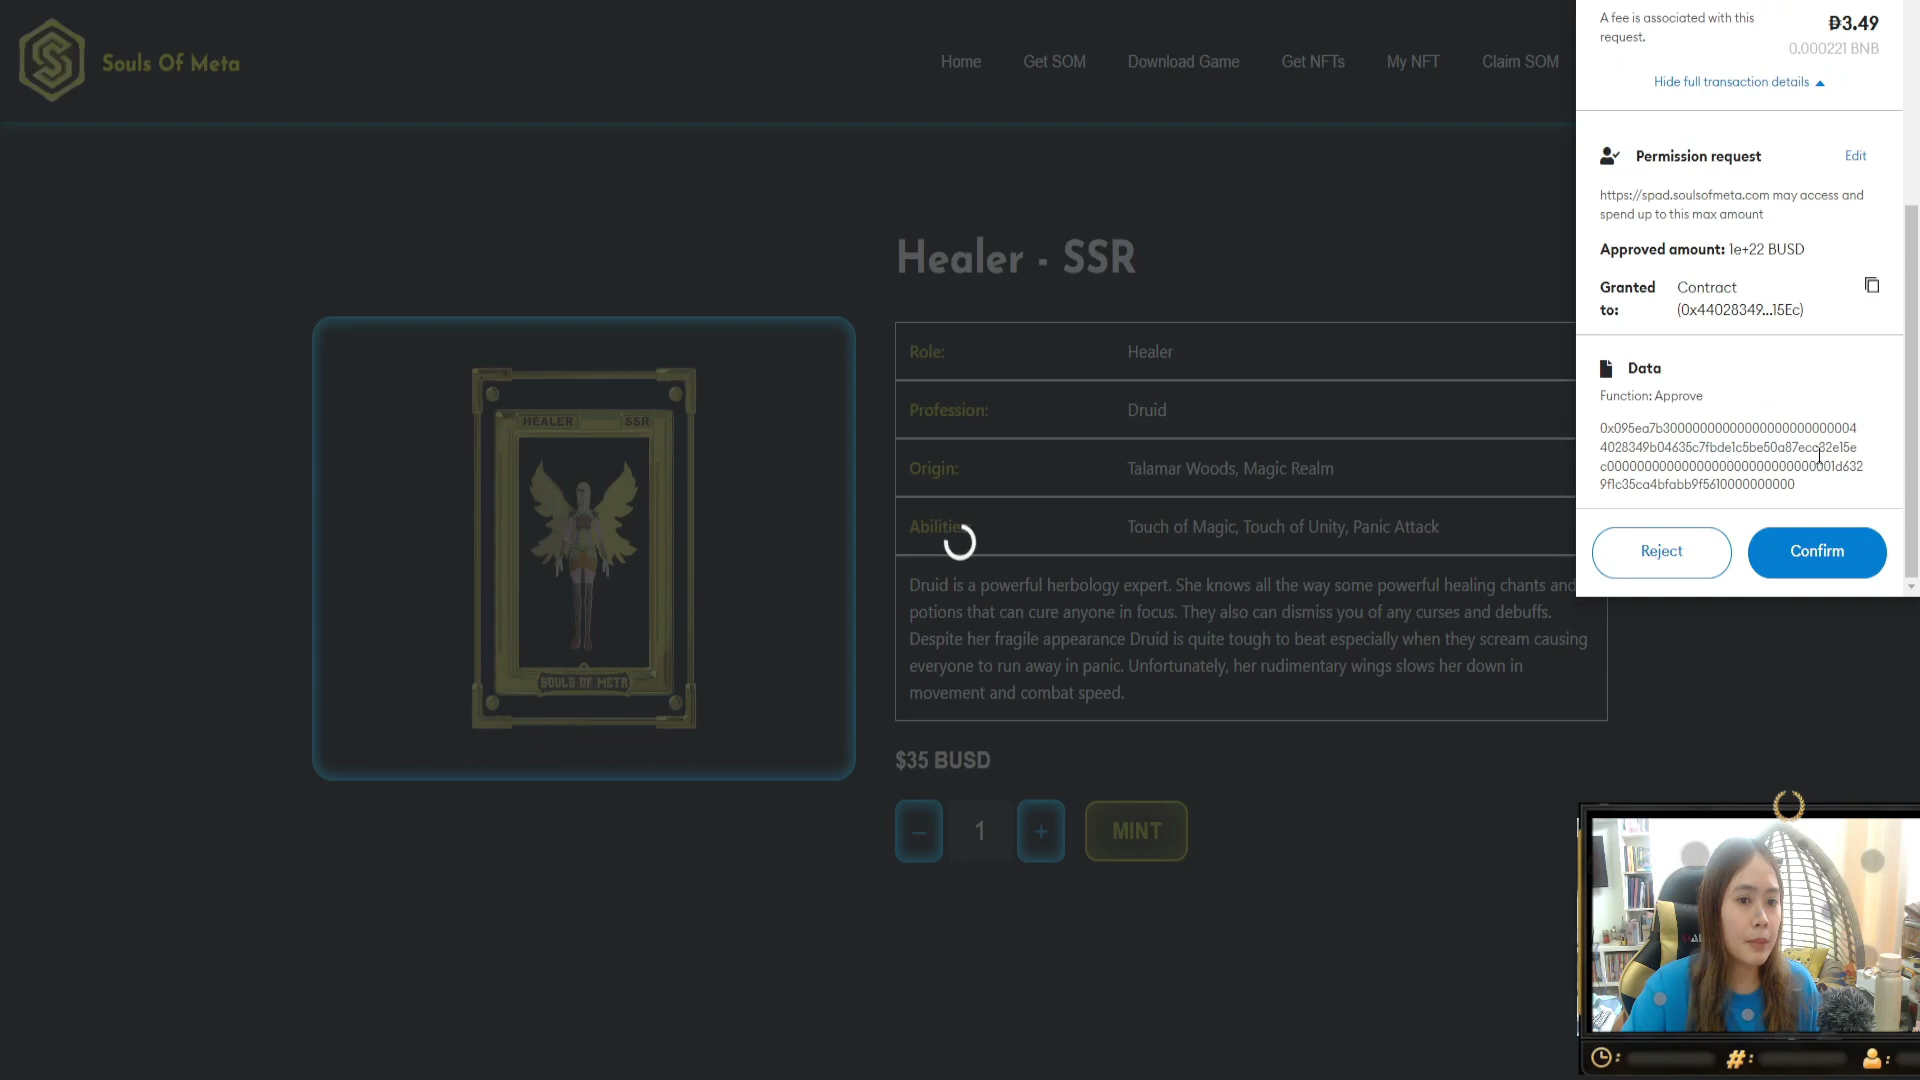 Souls Of Meta
Home
Get SOM
Download Game
Get NFTs
My NFT
Claim SOM
A fee is associated with this
request.
₱3.49
0.000221 BNB
Hide full transaction details
Permission request
Edit
https://spad.soulsofmeta.com may access and
spend up to this max amount
Approved amount: 1e+22 BUSD
Granted
to:
Contract
(0x44028349...15Ec)
Data
Function: Approve
Reject
Confirm
Healer - SSR
Role:
Healer
Profession:
Druid
Origin:
Talamar Woods, Magic Realm
Touch of Magic, Touch of Unity, Panic Attack
Druid is a powerful herbology expert. She knows all the way some powerful healing chants and
potions that can cure anyone in focus. They also can dismiss you of any curses and debuffs.
Despite her fragile appearance Druid is quite tough to beat especially when they scream causing
everyone to run away in panic. Unfortunately, her rudimentary wings slows her down in
movement and combat speed.
HEALER
SSR
SOULS OF META
$35 BUSD
−
1
+
MINT
:
#:
: